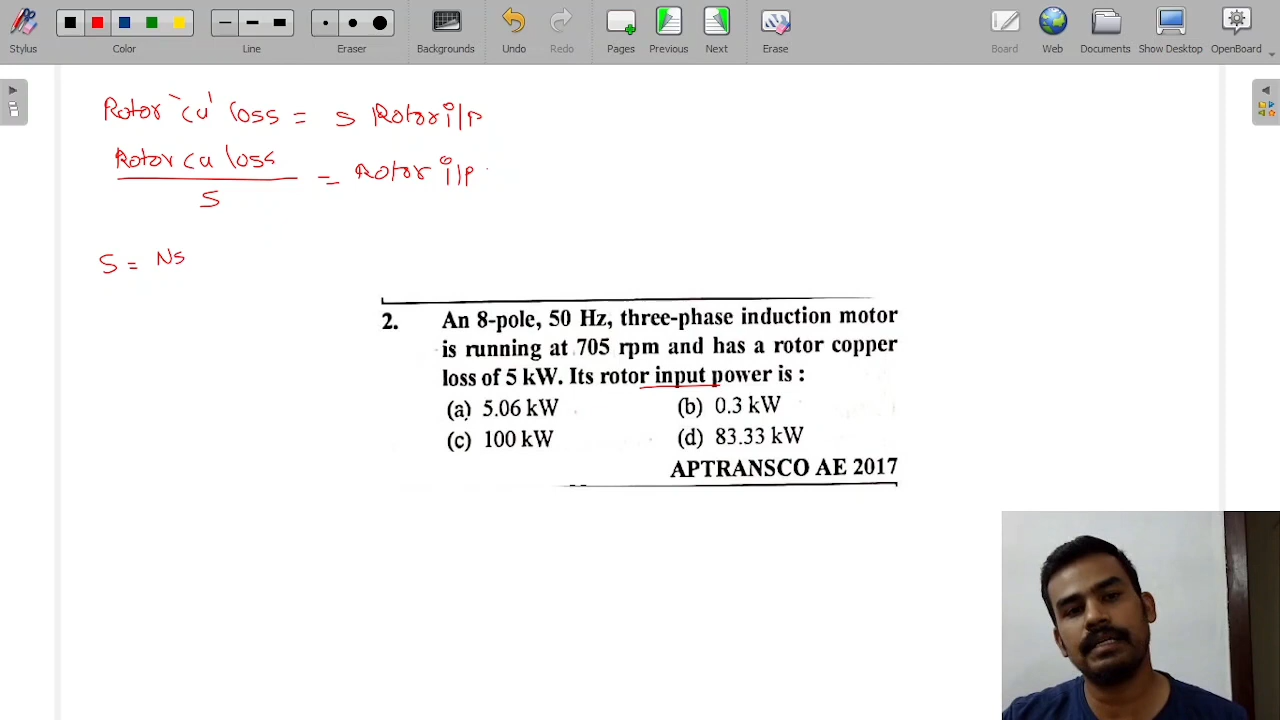 Stylus
Color
Line
Eraser
Backgrounds
Undo
Redo
Pages
Previous
Next
Erase
Board
Web
Documents
Show Desktop
OpenBoard
Rotor 'cu' loss = s Rotor i/p
Rotor cu loss
S
= Rotor i/p
S = Ns
2. An 8-pole, 50 Hz, three-phase induction motor
is running at 705 rpm and has a rotor copper
loss of 5 kW. Its rotor input power is :
(a) 5.06 kW (b) 0.3 kW
(c) 100 kW (d) 83.33 kW
APTRANSCO AE 2017